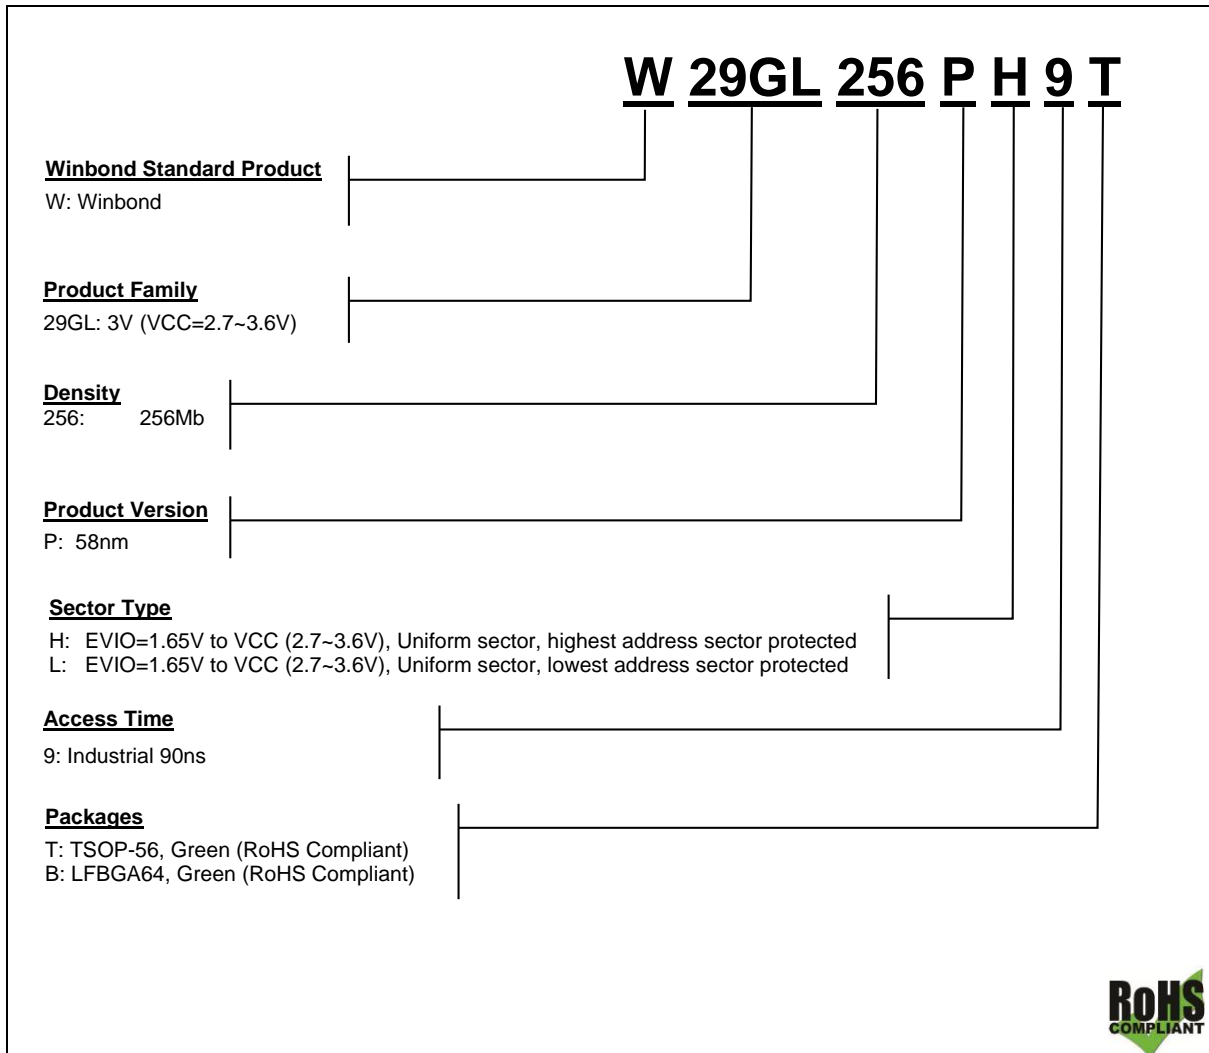 W 29GL 256 P H 9 T
Winbond Standard Product
W: Winbond
Product Family
29GL: 3V (VCC=2.7~3.6V)
Density
256: 256Mb
Product Version
P: 58nm
Sector Type
H: EVIO=1.65V to VCC (2.7~3.6V), Uniform sector, highest address sector protected
L: EVIO=1.65V to VCC (2.7~3.6V), Uniform sector, lowest address sector protected
Access Time
9: Industrial 90ns
Packages
T: TSOP-56, Green (RoHS Compliant)
B: LFBGA64, Green (RoHS Compliant)
RoHS
COMPLIANT